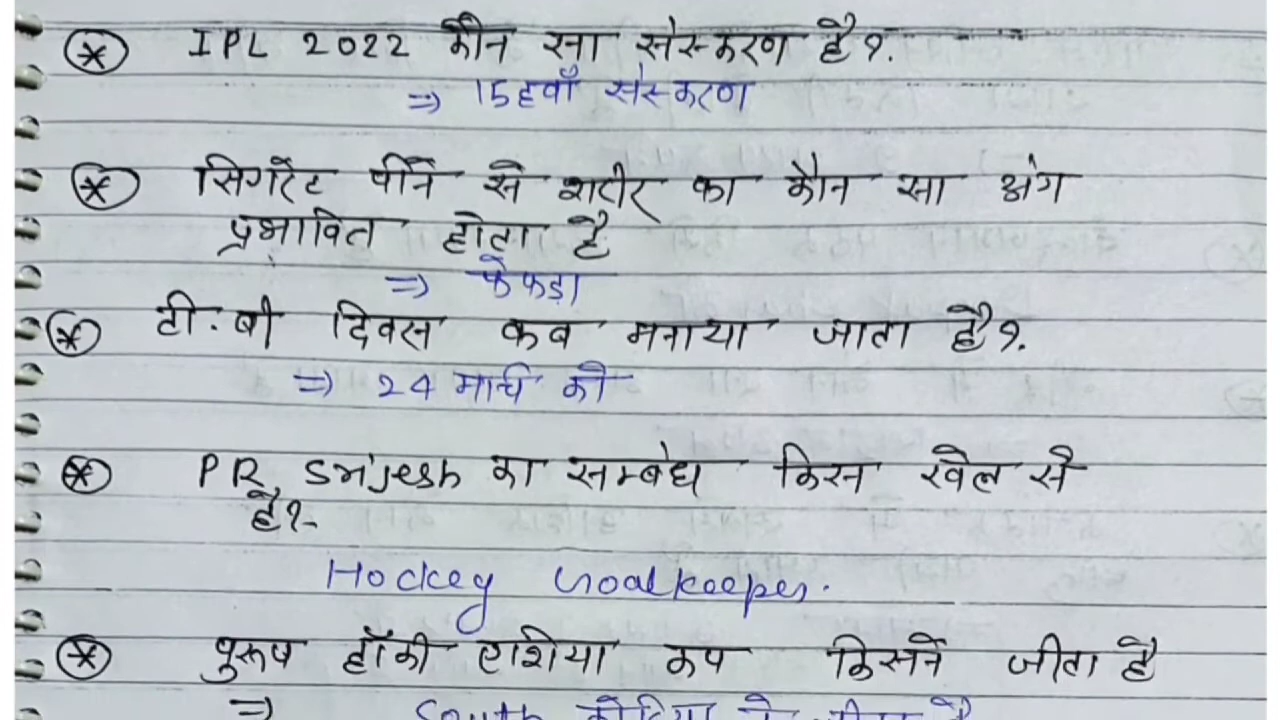 * IPL 2022 कौन सा संस्करण है?.
⇒ 15हवाँ संस्करण
* सिगरेट पीने से शरीर का कौन सा अंग
प्रभावित होता है
⇒ फेफड़ा
* टी.बी दिवस कब मनाया जाता है?.
⇒ 24 मार्च को
* PR Srijesh का सम्बंध किस खेल से
है?-
Hockey Goalkeeper.
* पुरुष हॉकी एशिया कप किसने जीता है
⇒ South कोरिया ने जीता है